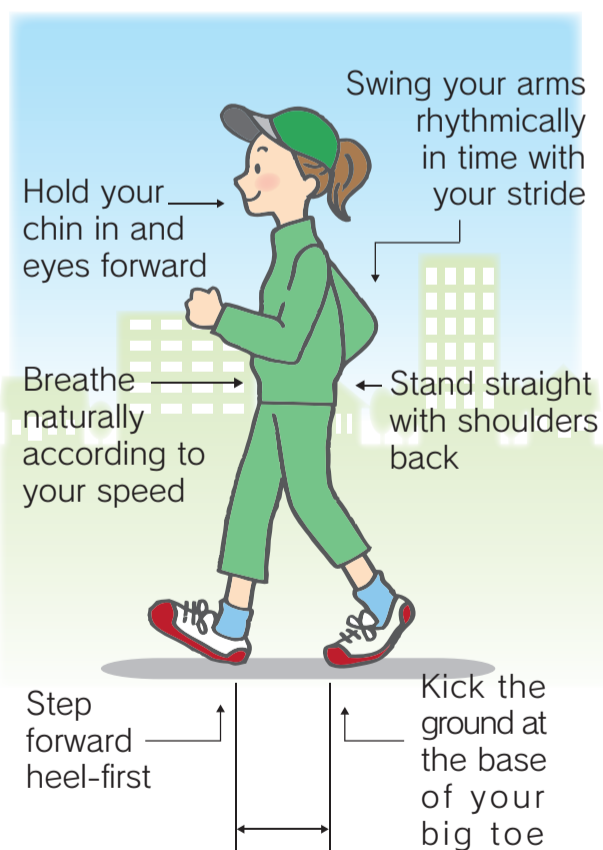 Swing your arms
rhythmically
in time with
your stride
Hold your
chin in and
eyes forward
Breathe
naturally
according to
your speed
Stand straight
with shoulders
back
Step
forward
heel-first
Kick the
ground at
the base
of your
big toe